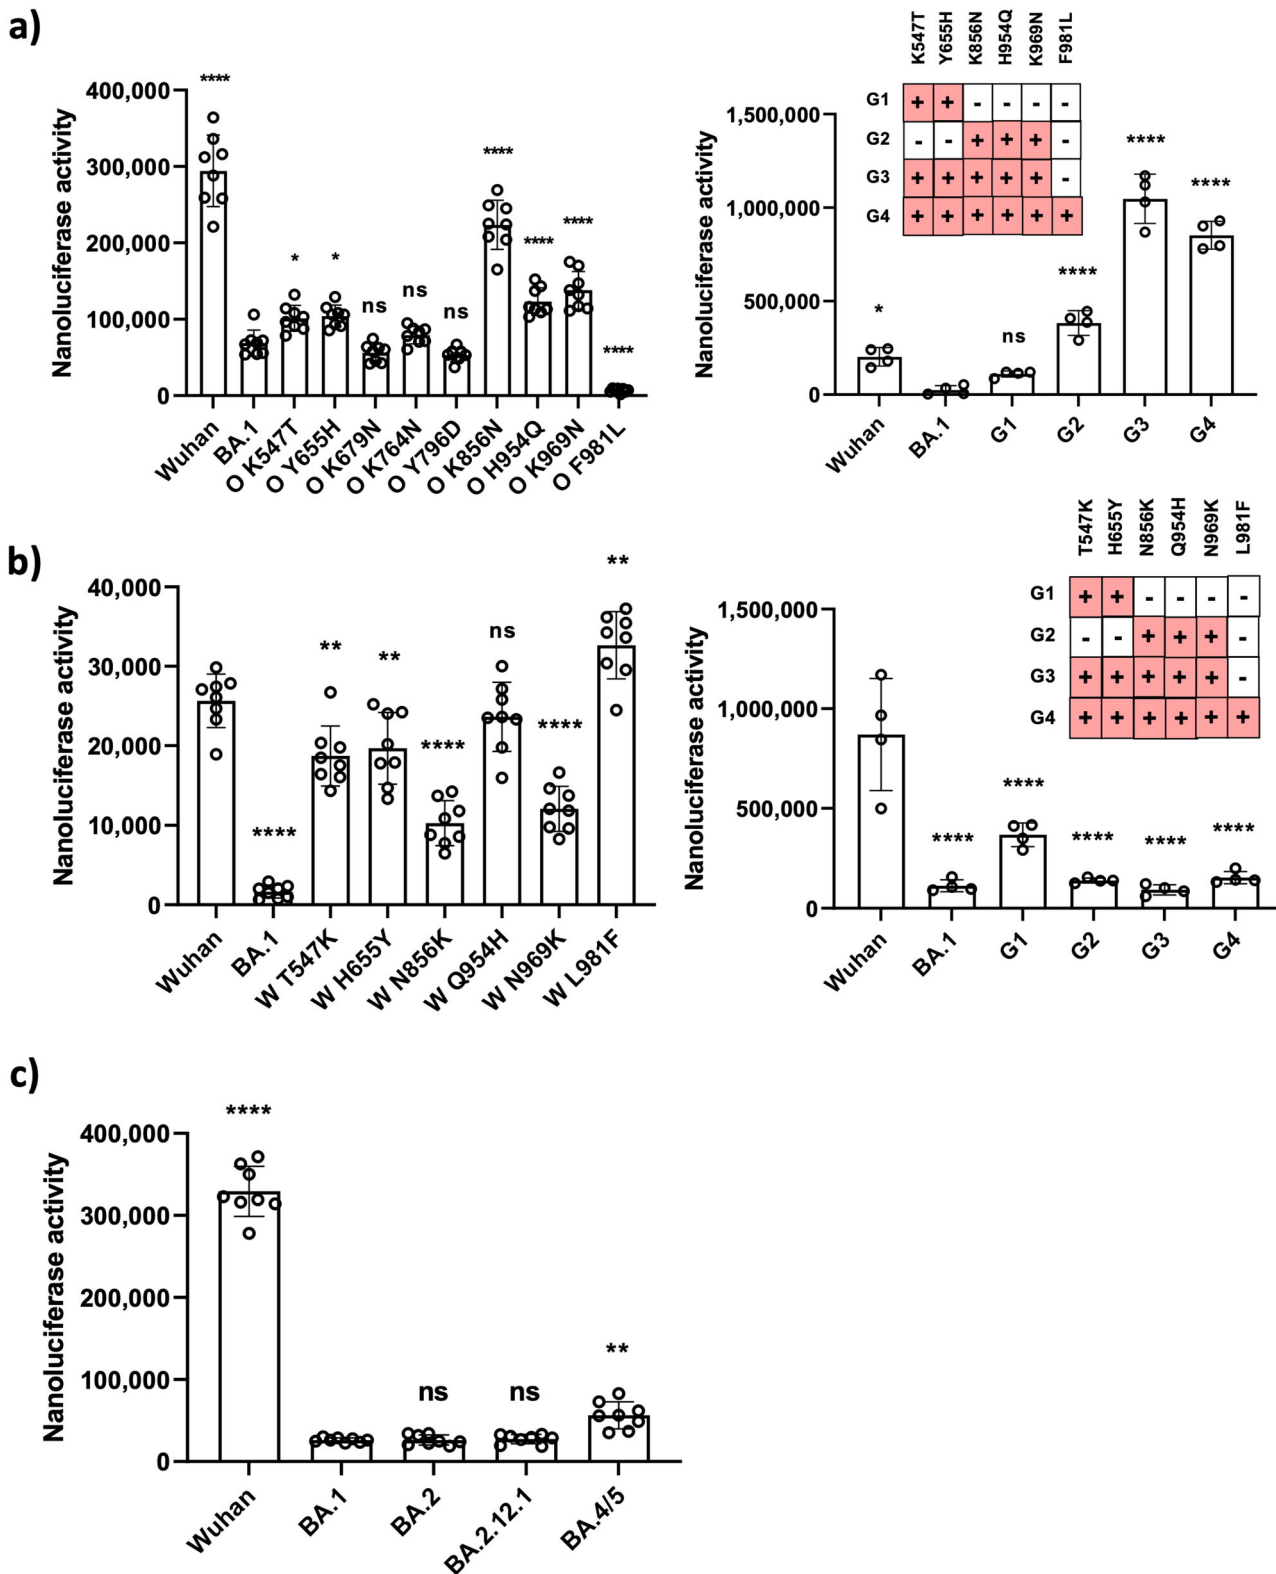 a)
Nanoluciferase activity
400,000
300,000
200,000
100,000
0
****
*
*
ns
ns
ns
****
****
****
****
Wuhan
BA.1
O K547T
O Y655H
O K679N
O K764N
O Y796D
O K856N
O H954Q
O K969N
O F981L
K547T
Y655H
K856N
H954Q
K969N
F981L
G1 + + - - - -
G2 - - + + + -
G3 + + + + + -
G4 + + + + + +
Nanoluciferase activity
1,500,000
1,000,000
500,000
0
*
ns
****
****
****
Wuhan
BA.1
G1
G2
G3
G4
b)
Nanoluciferase activity
40,000
30,000
20,000
10,000
0
****
**
**
****
ns
****
**
Wuhan
BA.1
W T547K
W H655Y
W N856K
W Q954H
W N969K
W L981F
T547K
H655Y
N856K
Q954H
N969K
L981F
G1 + + - - - -
G2 - - + + + -
G3 + + + + + -
G4 + + + + + +
Nanoluciferase activity
1,500,000
1,000,000
500,000
0
****
****
****
****
****
Wuhan
BA.1
G1
G2
G3
G4
c)
Nanoluciferase activity
400,000
300,000
200,000
100,000
0
****
ns
ns
**
Wuhan
BA.1
BA.2
BA.2.12.1
BA.4/5